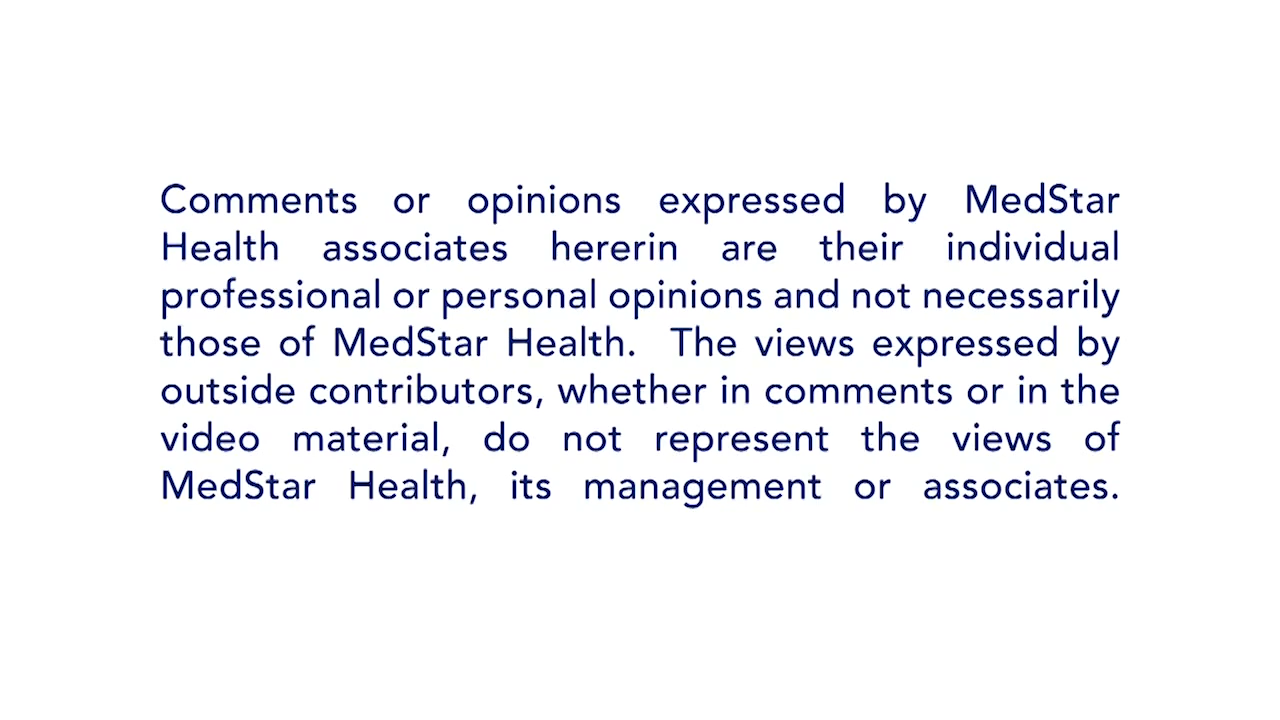 Comments or opinions expressed by MedStar
Health associates hererin are their individual
professional or personal opinions and not necessarily
those of MedStar Health.  The views expressed by
outside contributors, whether in comments or in the
video material, do not represent the views of
MedStar Health, its management or associates.